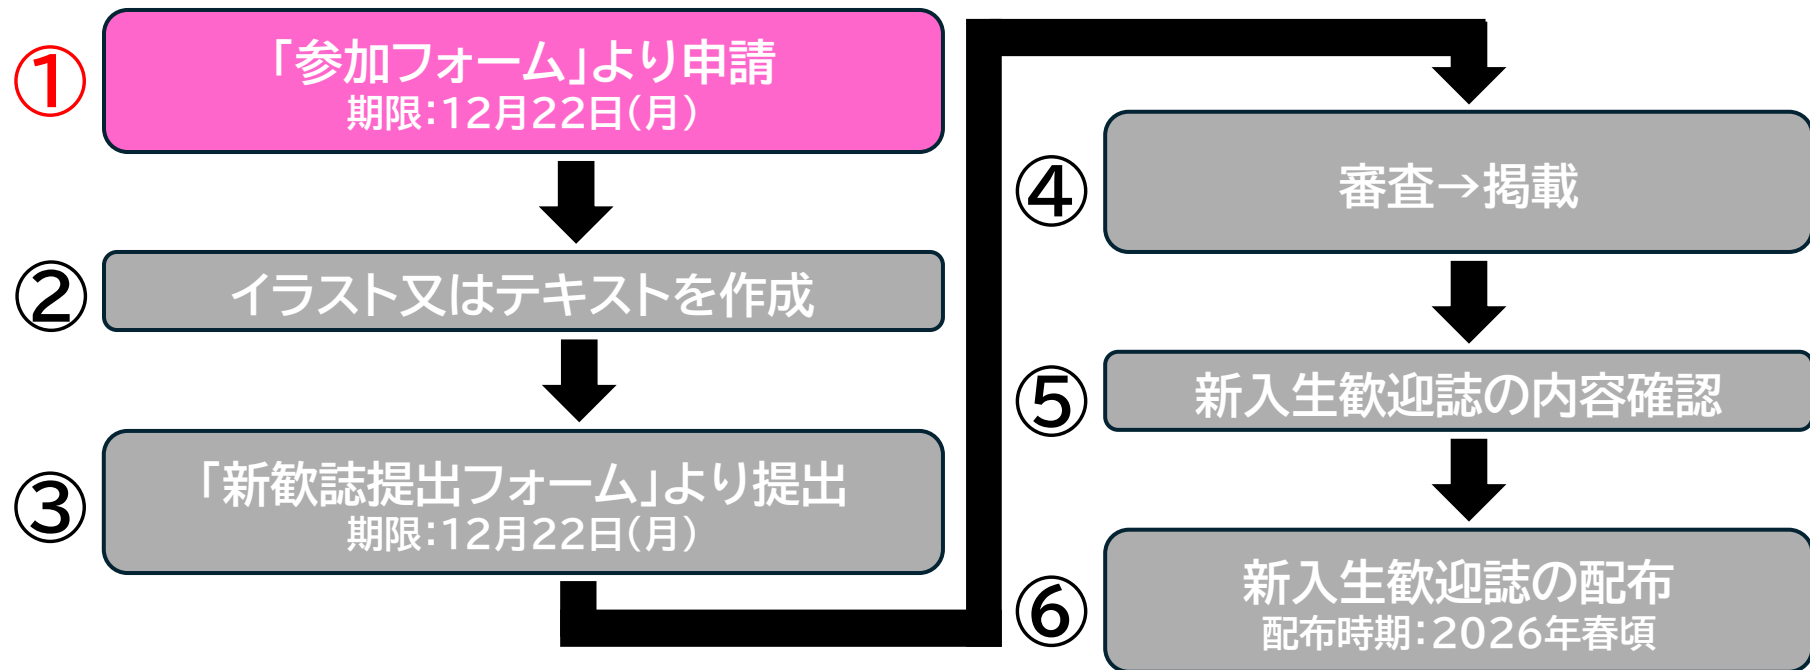 ①
「参加フォーム」より申請
期限：12月22日（月）
②
イラスト又はテキストを作成
③
「新歓誌提出フォーム」より提出
期限：12月22日（月）
④
審査→掲載
⑤
新入生歓迎誌の内容確認
⑥
新入生歓迎誌の配布
配布時期：2026年春頃